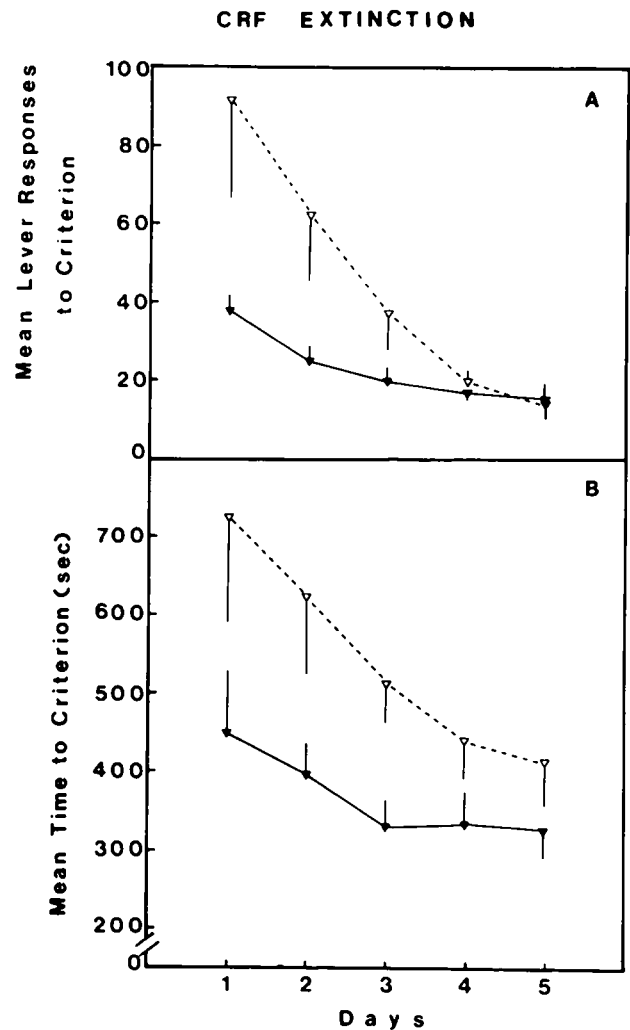 CRF EXTINCTION
A
Mean Lever Responses
to Criterion
100
80
60
40
20
0
B
Mean Time to Criterion (sec)
700
600
500
400
300
200
0
1 2 3 4 5
Days